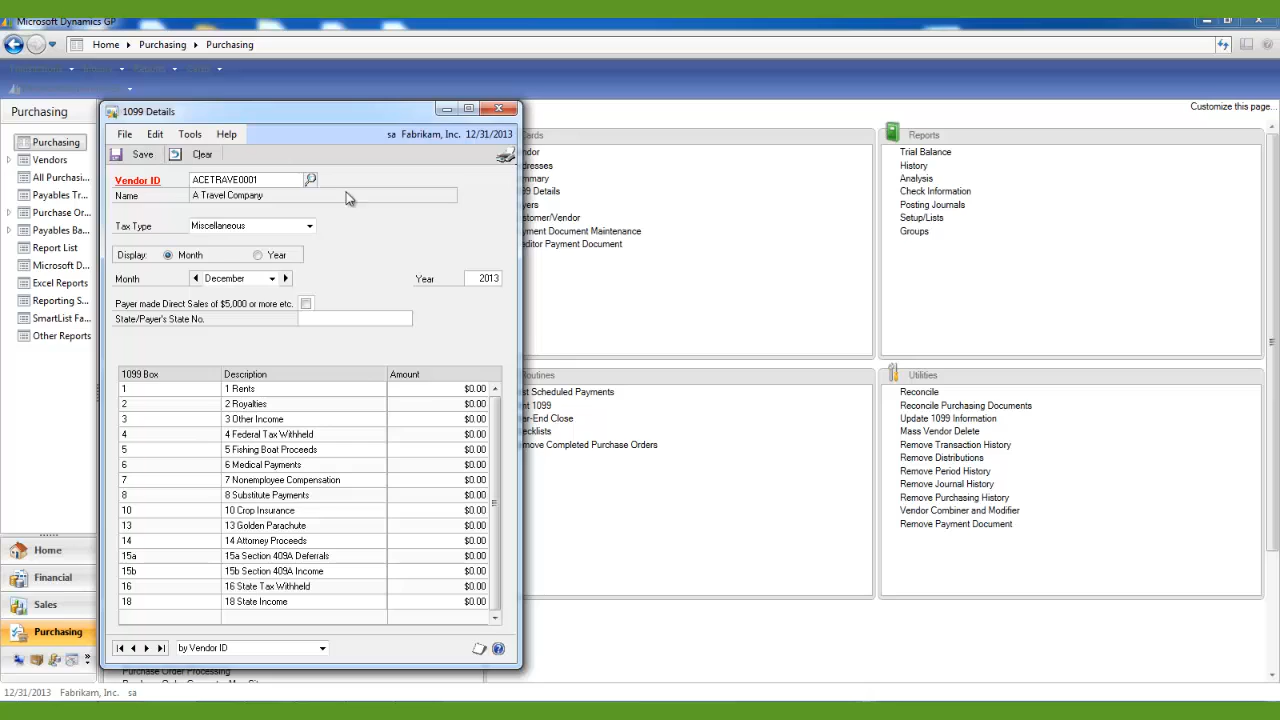 Microsoft Dynamics GP
Home Purchasing Purchasing
Customize this page...
Purchasing
Purchasing
Vendors
All Purchasi...
Payables Tr...
Purchase Or...
Payables Ba...
Report List
Microsoft D...
Excel Reports
Reporting S...
SmartList Fa...
Other Reports
Home
Financial
Sales
Purchasing
1099 Details
File Edit Tools Help
sa Fabrikam, Inc. 12/31/2013
Save Clear
Vendor ID ACETRAVE0001
Name A Travel Company
Tax Type Miscellaneous
Display: Month Year
Month December Year 2013
Payer made Direct Sales of $5,000 or more etc.
State/Payer's State No.
1099 Box Description Amount
1 1 Rents $0.00
2 2 Royalties $0.00
3 3 Other Income $0.00
4 4 Federal Tax Withheld $0.00
5 5 Fishing Boat Proceeds $0.00
6 6 Medical Payments $0.00
7 7 Nonemployee Compensation $0.00
8 8 Substitute Payments $0.00
10 10 Crop Insurance $0.00
13 13 Golden Parachute $0.00
14 14 Attorney Proceeds $0.00
15a 15a Section 409A Deferrals $0.00
15b 15b Section 409A Income $0.00
16 16 State Tax Withheld $0.00
18 18 State Income $0.00
by Vendor ID
Cards
ndor
dresses
mmary
99 Details
yers
stomer/Vendor
yment Document Maintenance
editor Payment Document
Reports
Trial Balance
History
Analysis
Check Information
Posting Journals
Setup/Lists
Groups
outines
st Scheduled Payments
nt 1099
ar-End Close
ecklists
move Completed Purchase Orders
Utilities
Reconcile
Reconcile Purchasing Documents
Update 1099 Information
Mass Vendor Delete
Remove Transaction History
Remove Distributions
Remove Period History
Remove Journal History
Remove Purchasing History
Vendor Combiner and Modifier
Remove Payment Document
12/31/2013 Fabrikam, Inc. sa